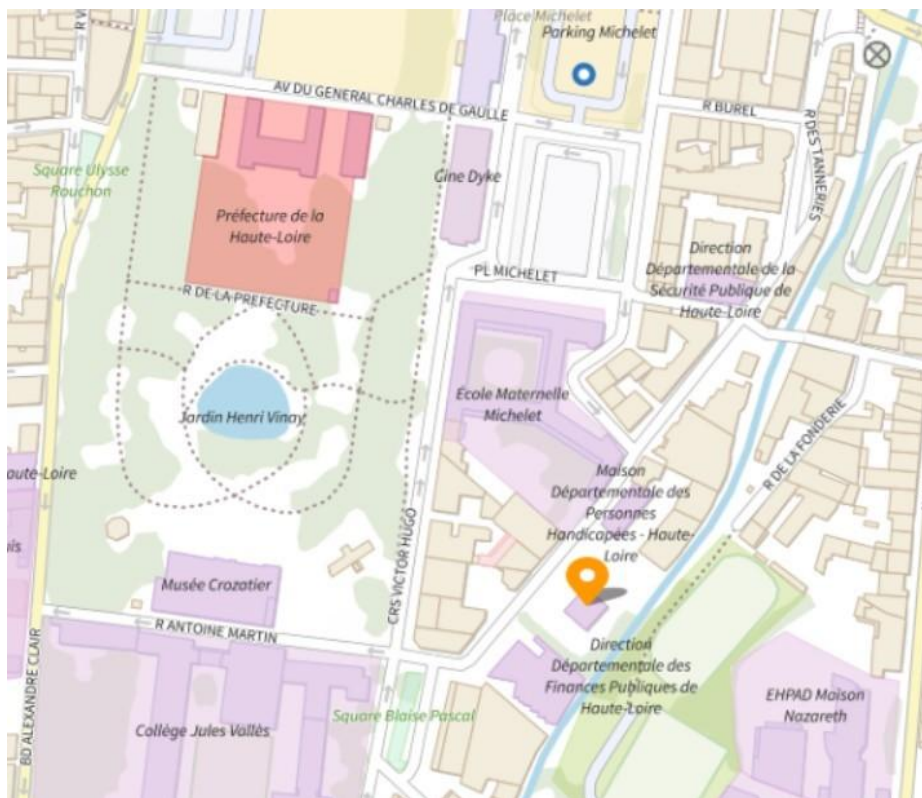 Place Michelet
Parking Michelet
AV DU GENERAL CHARLES DE GAULLE
R BUREL
R DES TANNERIES
Square Ulysse
Rouchon
Cine Dyke
Préfecture de la
Haute-Loire
PL MICHELET
Direction
Départementale de la
Sécurité Publique de
Haute-Loire
R DE LA PREFECTURE
Jardin Henri Vinay
École Maternelle
Michelet
R DE LA FONDERIE
aute-Loire
Maison
Départementale des
Personnes
Handicapées - Haute-
Loire
CRS VICTOR HUGO
Musée Crozatier
R ANTOINE MARTIN
BD ALEXANDRE CLAIR
Direction
Départementale des
Finances Publiques de
Haute-Loire
Square Blaise Pascal
Collège Jules Vallès
EHPAD Maison
Nazareth